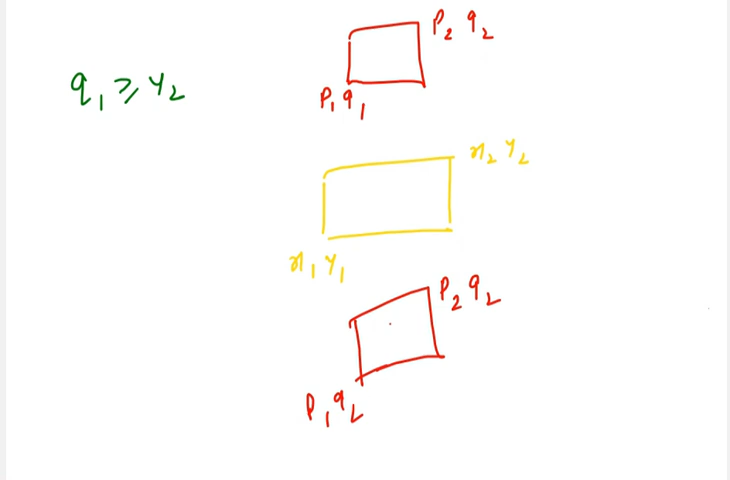 p₂ q₂
q₁ ⩾ y₂
p₁ q₁
x₂ y₂
x₁ y₁
p₂ q₂
p₁ q₂